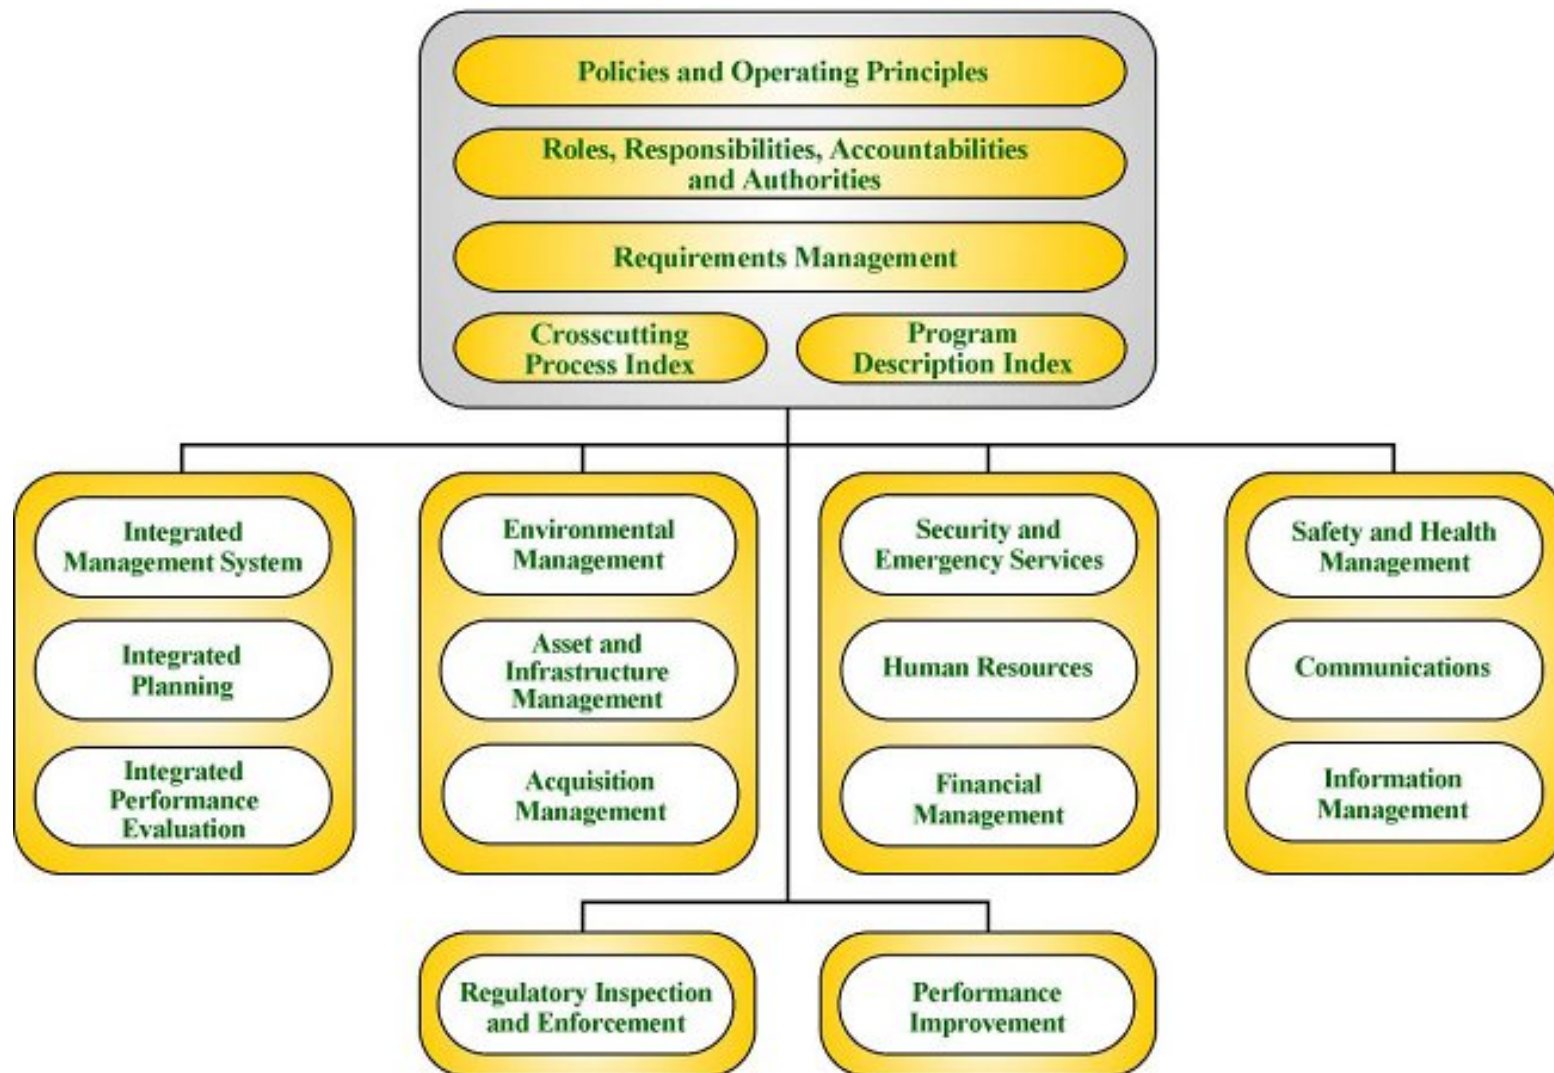 Policies and Operating Principles
Roles, Responsibilities, Accountabilities
and Authorities
Requirements Management
Crosscutting
Process Index
Program
Description Index
Integrated
Management System
Integrated
Planning
Integrated
Performance
Evaluation
Environmental
Management
Asset and
Infrastructure
Management
Acquisition
Management
Security and
Emergency Services
Human Resources
Financial
Management
Safety and Health
Management
Communications
Information
Management
Regulatory Inspection
and Enforcement
Performance
Improvement